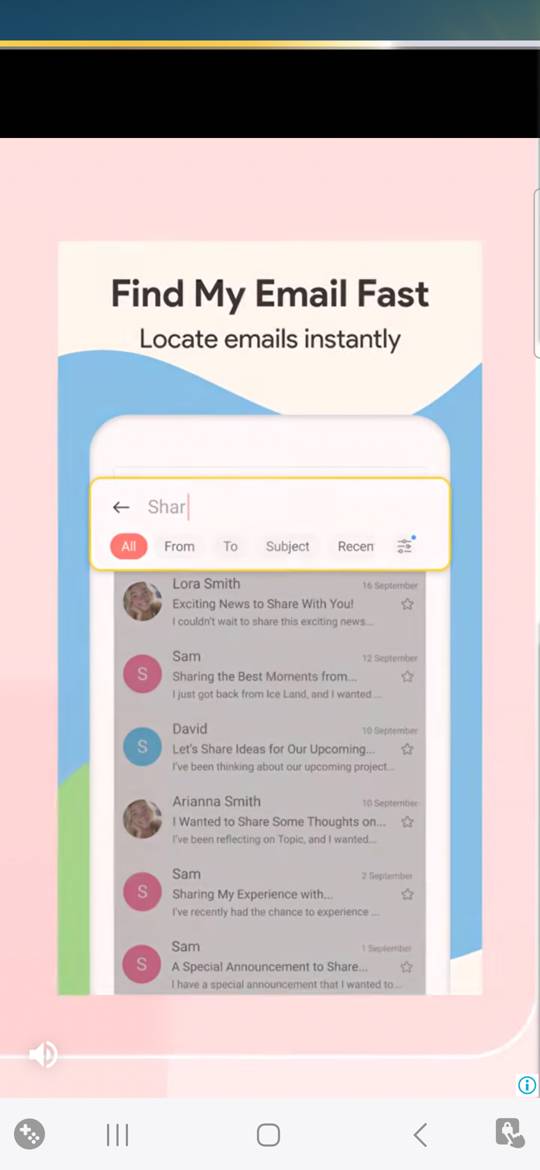 Find My Email Fast
Locate emails instantly
Shar
All From To Subject Recen
Lora Smith 16 September
Exciting News to Share With You!
I couldn't wait to share this exciting news...
S Sam 12 September
Sharing the Best Morments from...
I just got back from Ice Land, and I wanted ...
S David 10 September
Let's Share Ideas for Our Upcoming...
I've been thinking about our upcoming project...
Arianna Smith 10 September
I Wanted to Share Some Thoughts on...
I've been reflecting on Topic, and I wanted...
S Sam 2 September
Sharing My Experience with...
I've recently had the chance to experience ...
S Sam 1 September
A Special Announcement to Share...
I have a special announcement that I wanted to...